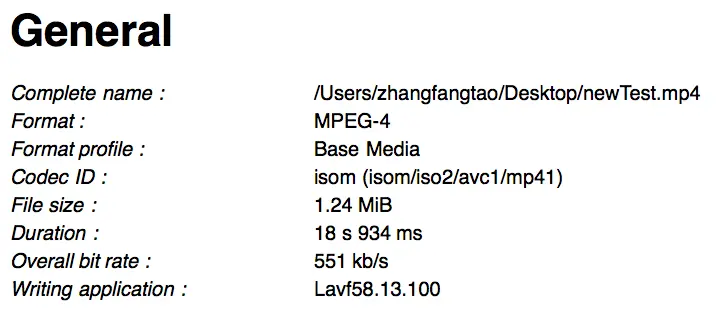 General
Complete name : /Users/zhangfangtao/Desktop/newTest.mp4
Format : MPEG-4
Format profile : Base Media
Codec ID : isom (isom/iso2/avc1/mp41)
File size : 1.24 MiB
Duration : 18 s 934 ms
Overall bit rate : 551 kb/s
Writing application : Lavf58.13.100